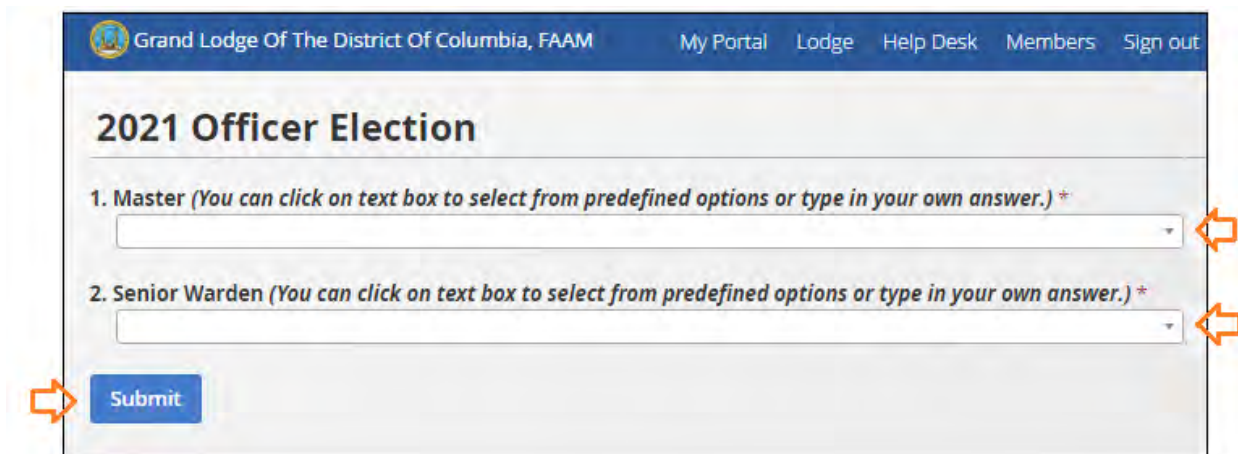 Grand Lodge Of The District Of Columbia, FAAM My Portal Lodge Help Desk Members Sign out
2021 Officer Election
1. Master (You can click on text box to select from predefined options or type in your own answer.) *
2. Senior Warden (You can click on text box to select from predefined options or type in your own answer.) *
Submit